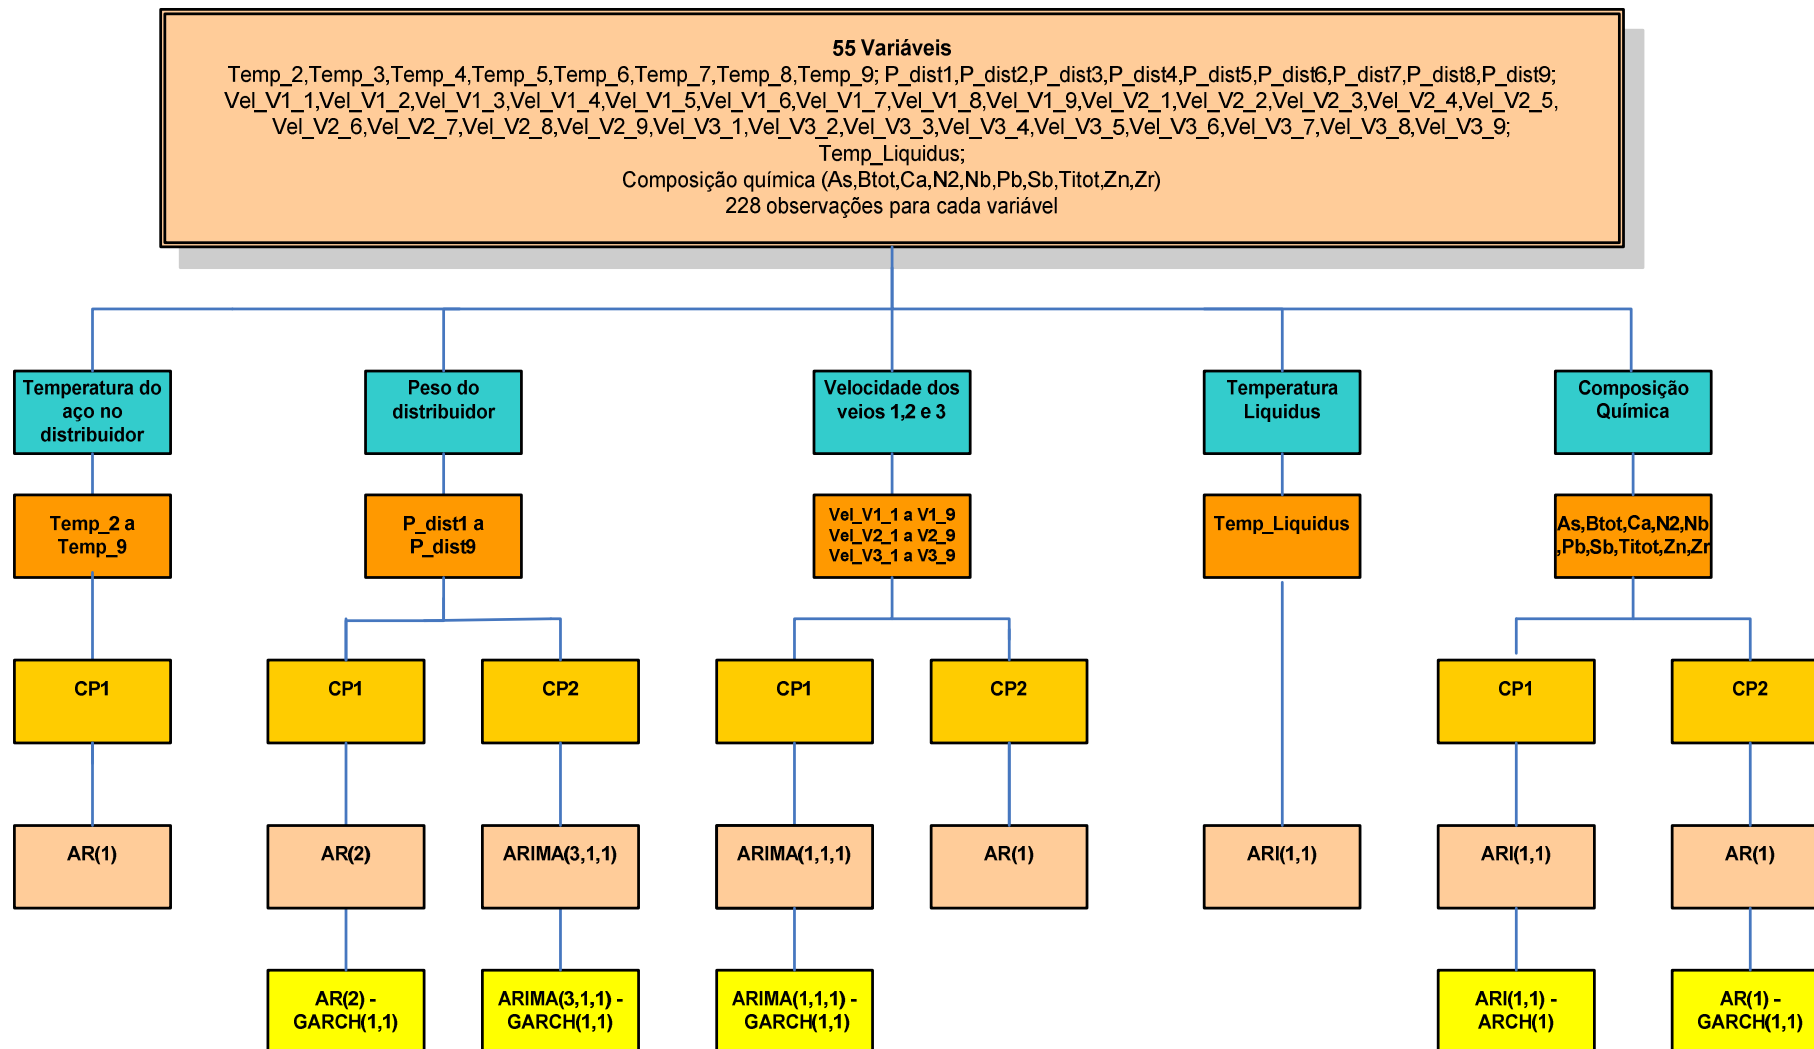 55 Variáveis
Temp_2,Temp_3,Temp_4,Temp_5,Temp_6,Temp_7,Temp_8,Temp_9; P_dist1,P_dist2,P_dist3,P_dist4,P_dist5,P_dist6,P_dist7,P_dist8,P_dist9;
Vel_V1_1,Vel_V1_2,Vel_V1_3,Vel_V1_4,Vel_V1_5,Vel_V1_6,Vel_V1_7,Vel_V1_8,Vel_V1_9,Vel_V2_1,Vel_V2_2,Vel_V2_3,Vel_V2_4,Vel_V2_5,
Vel_V2_6,Vel_V2_7,Vel_V2_8,Vel_V2_9,Vel_V3_1,Vel_V3_2,Vel_V3_3,Vel_V3_4,Vel_V3_5,Vel_V3_6,Vel_V3_7,Vel_V3_8,Vel_V3_9;
Temp_Liquidus;
Composição química (As,Btot,Ca,N2,Nb,Pb,Sb,Titot,Zn,Zr)
228 observações para cada variável
Temperatura do
aço no
distribuidor
Peso do
distribuidor
Velocidade dos
veios 1,2 e 3
Temperatura
Liquidus
Composição
Química
Temp_2 a
Temp_9
P_dist1 a
P_dist9
Vel_V1_1 a V1_9
Vel_V2_1 a V2_9
Vel_V3_1 a V3_9
Temp_Liquidus
As,Btot,Ca,N2,Nb
,Pb,Sb,Titot,Zn,Zr
CP1
CP1
CP2
CP1
CP2
CP1
CP2
AR(1)
AR(2)
ARIMA(3,1,1)
ARIMA(1,1,1)
AR(1)
ARI(1,1)
ARI(1,1)
AR(1)
AR(2) -
GARCH(1,1)
ARIMA(3,1,1) -
GARCH(1,1)
ARIMA(1,1,1) -
GARCH(1,1)
ARI(1,1) -
ARCH(1)
AR(1) -
GARCH(1,1)